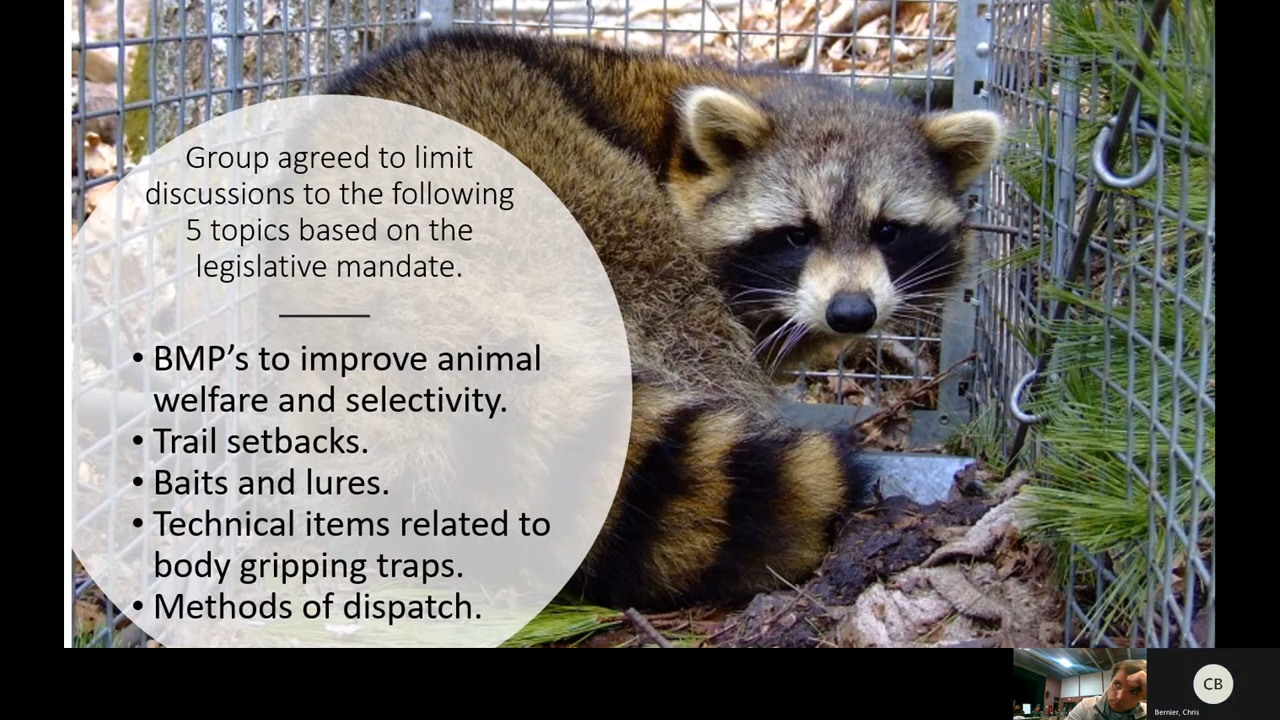 Group agreed to limit
discussions to the following
5 topics based on the
legislative mandate.
• BMP’s to improve animal
welfare and selectivity.
• Trail setbacks.
• Baits and lures.
• Technical items related to
body gripping traps.
• Methods of dispatch.
CB
Bernier, Chris